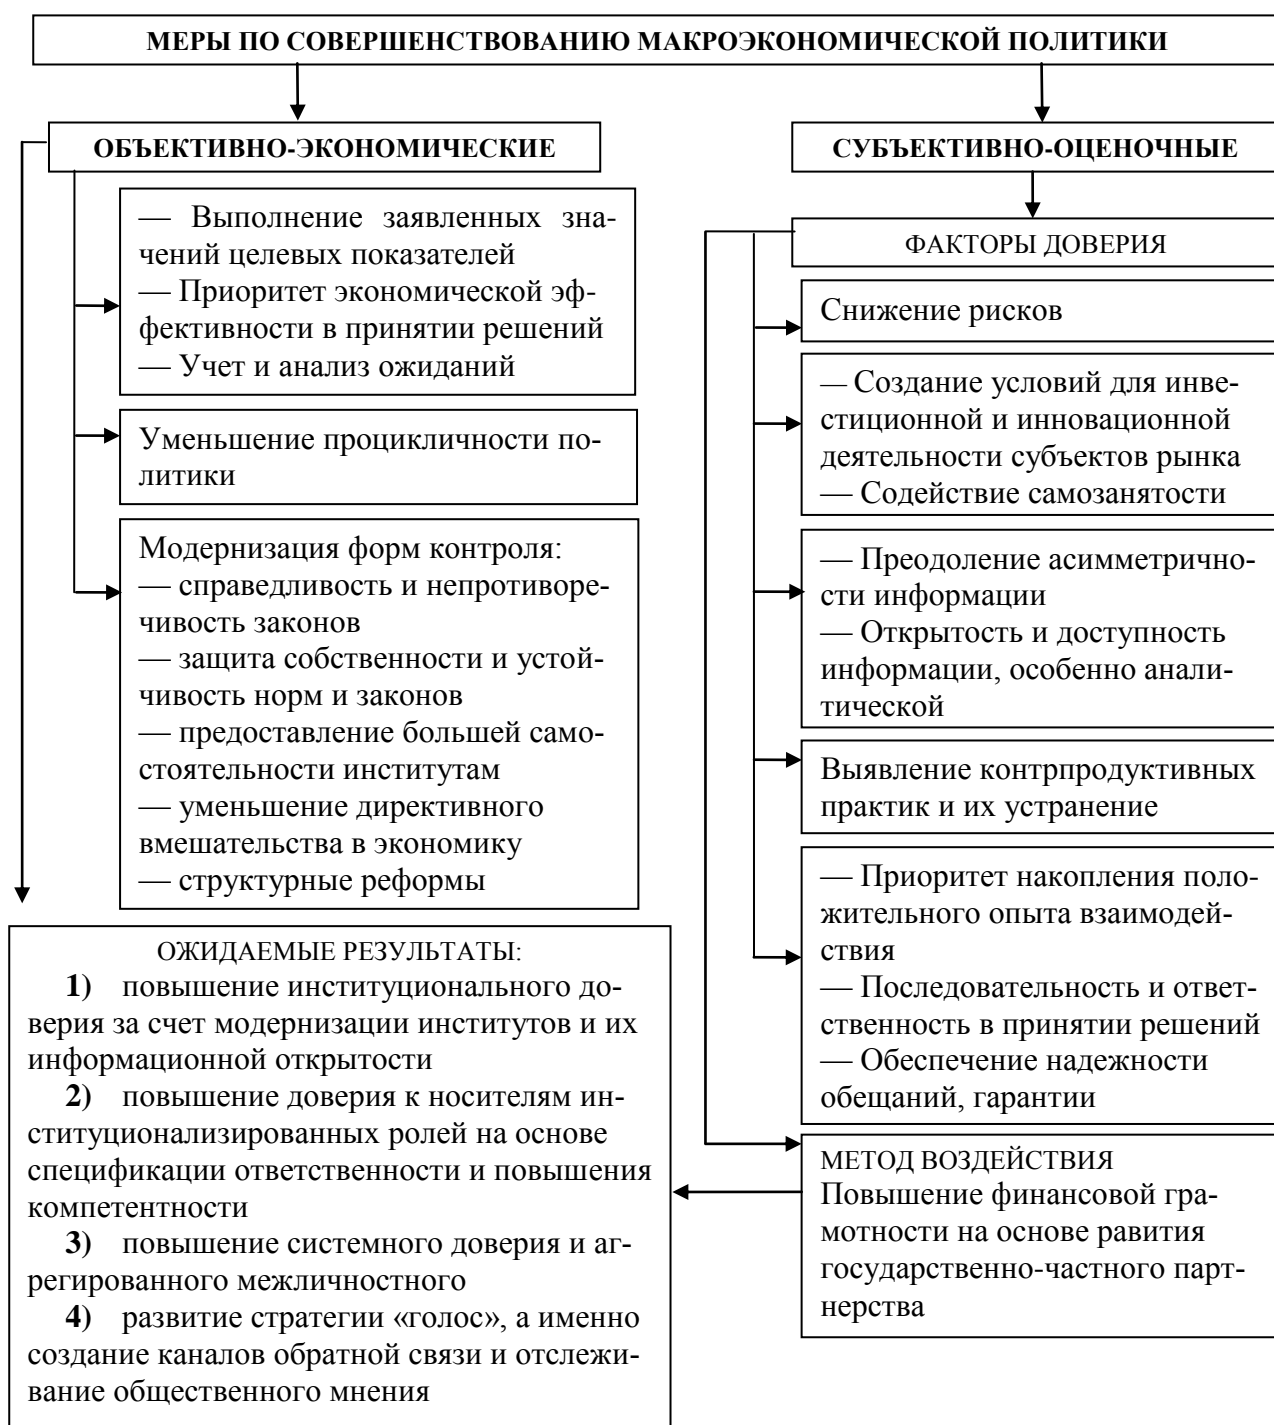 МЕРЫ ПО СОВЕРШЕНСТВОВАНИЮ МАКРОЭКОНОМИЧЕСКОЙ ПОЛИТИКИ
ОБЪЕКТИВНО-ЭКОНОМИЧЕСКИЕ
— Выполнение заявленных зна-
чений целевых показателей
— Приоритет экономической эф-
фективности в принятии решений
— Учет и анализ ожиданий
Уменьшение процикличности по-
литики
Модернизация форм контроля:
— справедливость и непротиворе-
чивость законов
— защита собственности и устой-
чивость норм и законов
— предоставление большей само-
стоятельности институтам
— уменьшение директивного
вмешательства в экономику
— структурные реформы
СУБЪЕКТИВНО-ОЦЕНОЧНЫЕ
ФАКТОРЫ ДОВЕРИЯ
Снижение рисков
— Создание условий для инве-
стиционной и инновационной
деятельности субъектов рынка
— Содействие самозанятости
— Преодоление асимметрично-
сти информации
— Открытость и доступность
информации, особенно анали-
тической
Выявление контрпродуктивных
практик и их устранение
— Приоритет накопления поло-
жительного опыта взаимодей-
ствия
— Последовательность и ответ-
ственность в принятии решений
— Обеспечение надежности
обещаний, гарантии
МЕТОД ВОЗДЕЙСТВИЯ
Повышение финансовой гра-
мотности на основе равития
государственно-частного парт-
нерства
ОЖИДАЕМЫЕ РЕЗУЛЬТАТЫ:
1) повышение институционального до-
верия за счет модернизации институтов и их
информационной открытости
2) повышение доверия к носителям ин-
ституционализированных ролей на основе
спецификации ответственности и повышения
компетентности
3) повышение системного доверия и аг-
регированного межличностного
4) развитие стратегии «голос», а именно
создание каналов обратной связи и отслежи-
вание общественного мнения